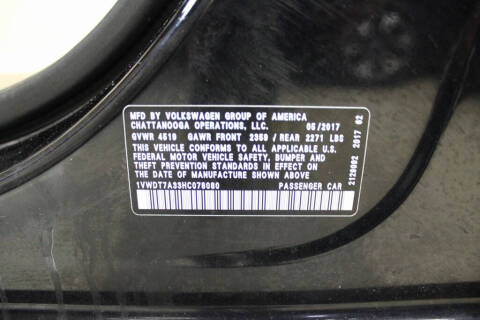 MFD. BY VOLKSWAGEN GROUP OF AMERICA
CHATTANOOGA OPERATIONS, LLC. 05/2017
GVWR 4519 GAWR FRONT 2359 / REAR 2271 LBS
THIS VEHICLE CONFORMS TO ALL APPLICABLE U.S.
FEDERAL MOTOR VEHICLE SAFETY, BUMPER AND
THEFT PREVENTION STANDARDS IN EFFECT ON
THE DATE OF MANUFACTURE SHOWN ABOVE
1VWDT7A33HC078080 PASSENGER CAR
2017 02